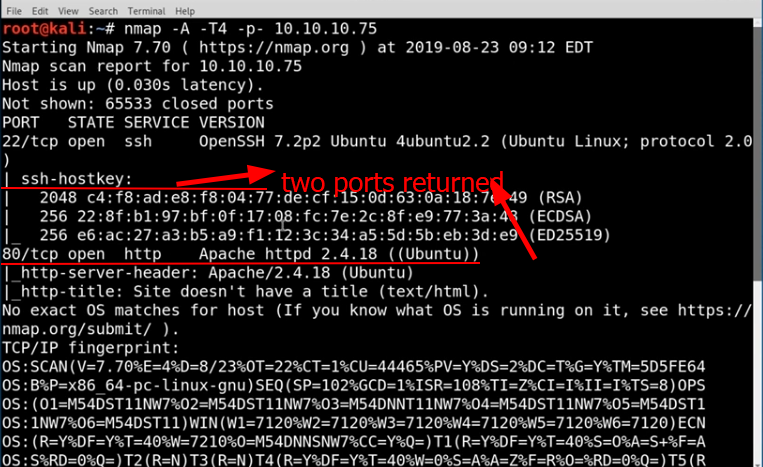 File Edit View Search Terminal Help
root@kali:~# nmap -A -T4 -p- 10.10.10.75
Starting Nmap 7.70 ( https://nmap.org ) at 2019-08-23 09:12 EDT
Nmap scan report for 10.10.10.75
Host is up (0.030s latency).
Not shown: 65533 closed ports
PORT   STATE SERVICE VERSION
22/tcp open  ssh     OpenSSH 7.2p2 Ubuntu 4ubuntu2.2 (Ubuntu Linux; protocol 2.0
)
| ssh-hostkey:
two ports returned
|   2048 c4:f8:ad:e8:f8:04:77:de:cf:15:0d:63:0a:18:7e:49 (RSA)
|   256 22:8f:b1:97:bf:0f:17:08:fc:7e:2c:8f:e9:77:3a:48 (ECDSA)
|_  256 e6:ac:27:a3:b5:a9:f1:12:3c:34:a5:5d:5b:eb:3d:e9 (ED25519)
80/tcp open  http    Apache httpd 2.4.18 ((Ubuntu))
|_http-server-header: Apache/2.4.18 (Ubuntu)
|_http-title: Site doesn't have a title (text/html).
No exact OS matches for host (If you know what OS is running on it, see https://
nmap.org/submit/ ).
TCP/IP fingerprint:
OS:SCAN(V=7.70%E=4%D=8/23%OT=22%CT=1%CU=44465%PV=Y%DS=2%DC=T%G=Y%TM=5D5FE64
OS:B%P=x86_64-pc-linux-gnu)SEQ(SP=102%GCD=1%ISR=108%TI=Z%CI=I%II=I%TS=8)OPS
OS:(O1=M54DST11NW7%O2=M54DST11NW7%O3=M54DNNT11NW7%O4=M54DST11NW7%O5=M54DST1
OS:1NW7%O6=M54DST11)WIN(W1=7120%W2=7120%W3=7120%W4=7120%W5=7120%W6=7120)ECN
OS:(R=Y%DF=Y%T=40%W=7210%O=M54DNNSNW7%CC=Y%Q=)T1(R=Y%DF=Y%T=40%S=O%A=S+%F=A
OS:S%RD=0%Q=)T2(R=N)T3(R=N)T4(R=Y%DF=Y%T=40%W=0%S=A%A=Z%F=R%O=%RD=0%Q=)T5(R